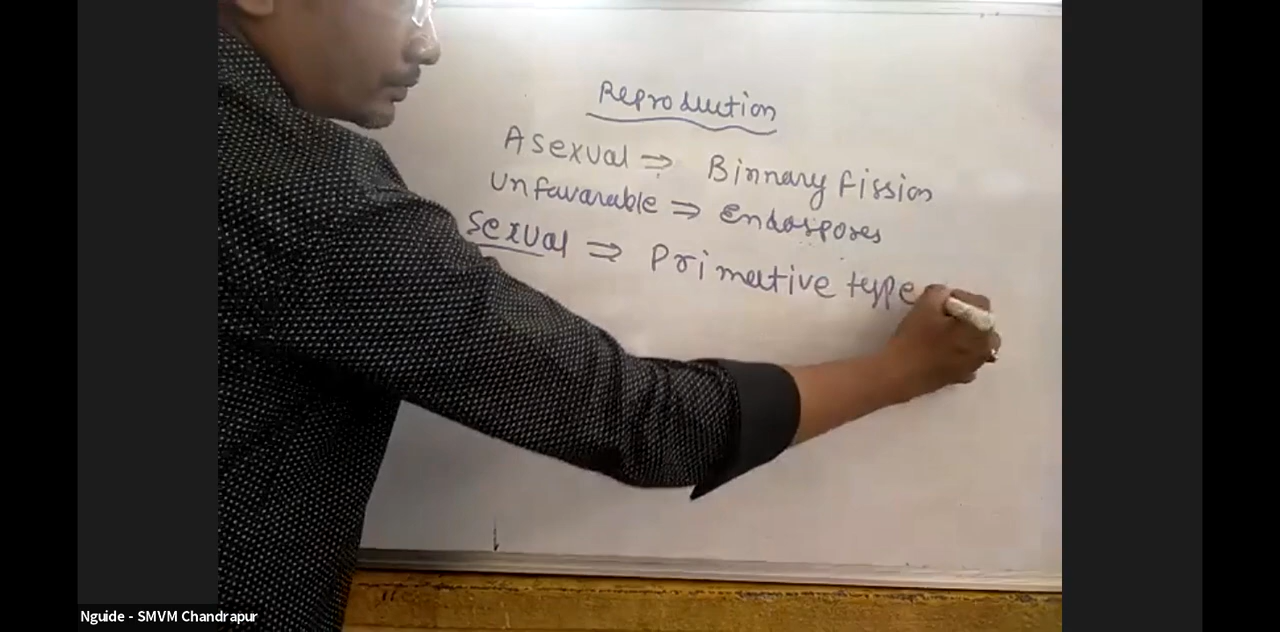 Reproduction
Asexual ⇒ Binnary fission
Unfavarable ⇒ Endospores
Sexual ⇒ Primetive type
Nguide - SMVM Chandrapur